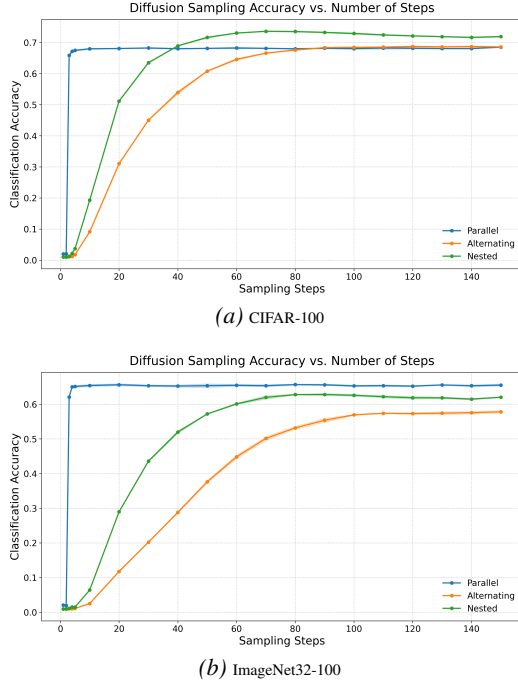 Diffusion Sampling Accuracy vs. Number of Steps
Classification Accuracy
0.7
0.6
0.5
0.4
0.3
0.2
0.1
0.0
Parallel
Alternating
Nested
0 20 40 60 80 100 120 140
Sampling Steps
(a) CIFAR-100
Diffusion Sampling Accuracy vs. Number of Steps
Classification Accuracy
0.6
0.5
0.4
0.3
0.2
0.1
0.0
Parallel
Alternating
Nested
0 20 40 60 80 100 120 140
Sampling Steps
(b) ImageNet32-100